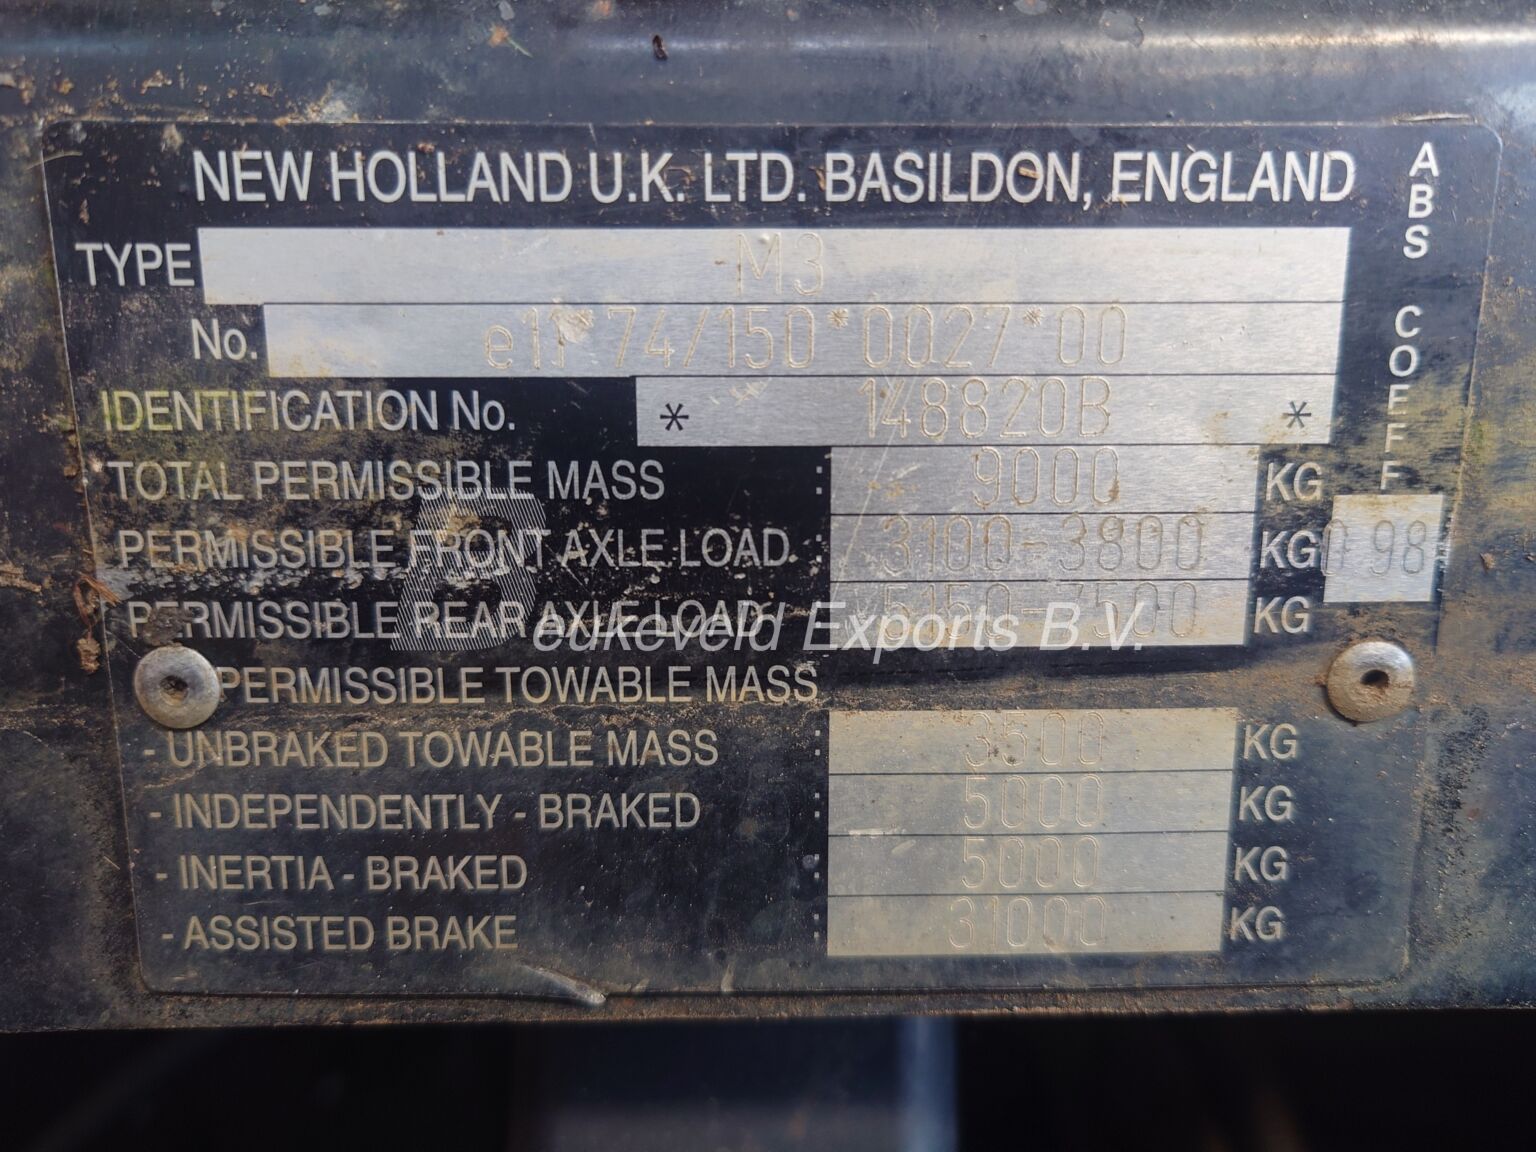 NEW HOLLAND U.K. LTD. BASILDON, ENGLAND
TYPE M3
No. e11*74/150*0027*00
IDENTIFICATION No. * 148820B *
TOTAL PERMISSIBLE MASS : 9000 KG
PERMISSIBLE FRONT AXLE LOAD : 3100-3800 KG
PERMISSIBLE REAR AXLE LOAD : 5150-7500 KG
PERMISSIBLE TOWABLE MASS
- UNBRAKED TOWABLE MASS : 3500 KG
- INDEPENDENTLY - BRAKED : 5000 KG
- INERTIA - BRAKED : 5000 KG
- ASSISTED BRAKE : 31000 KG
ABS COEFF
0 98
Beukeveld Exports B.V.